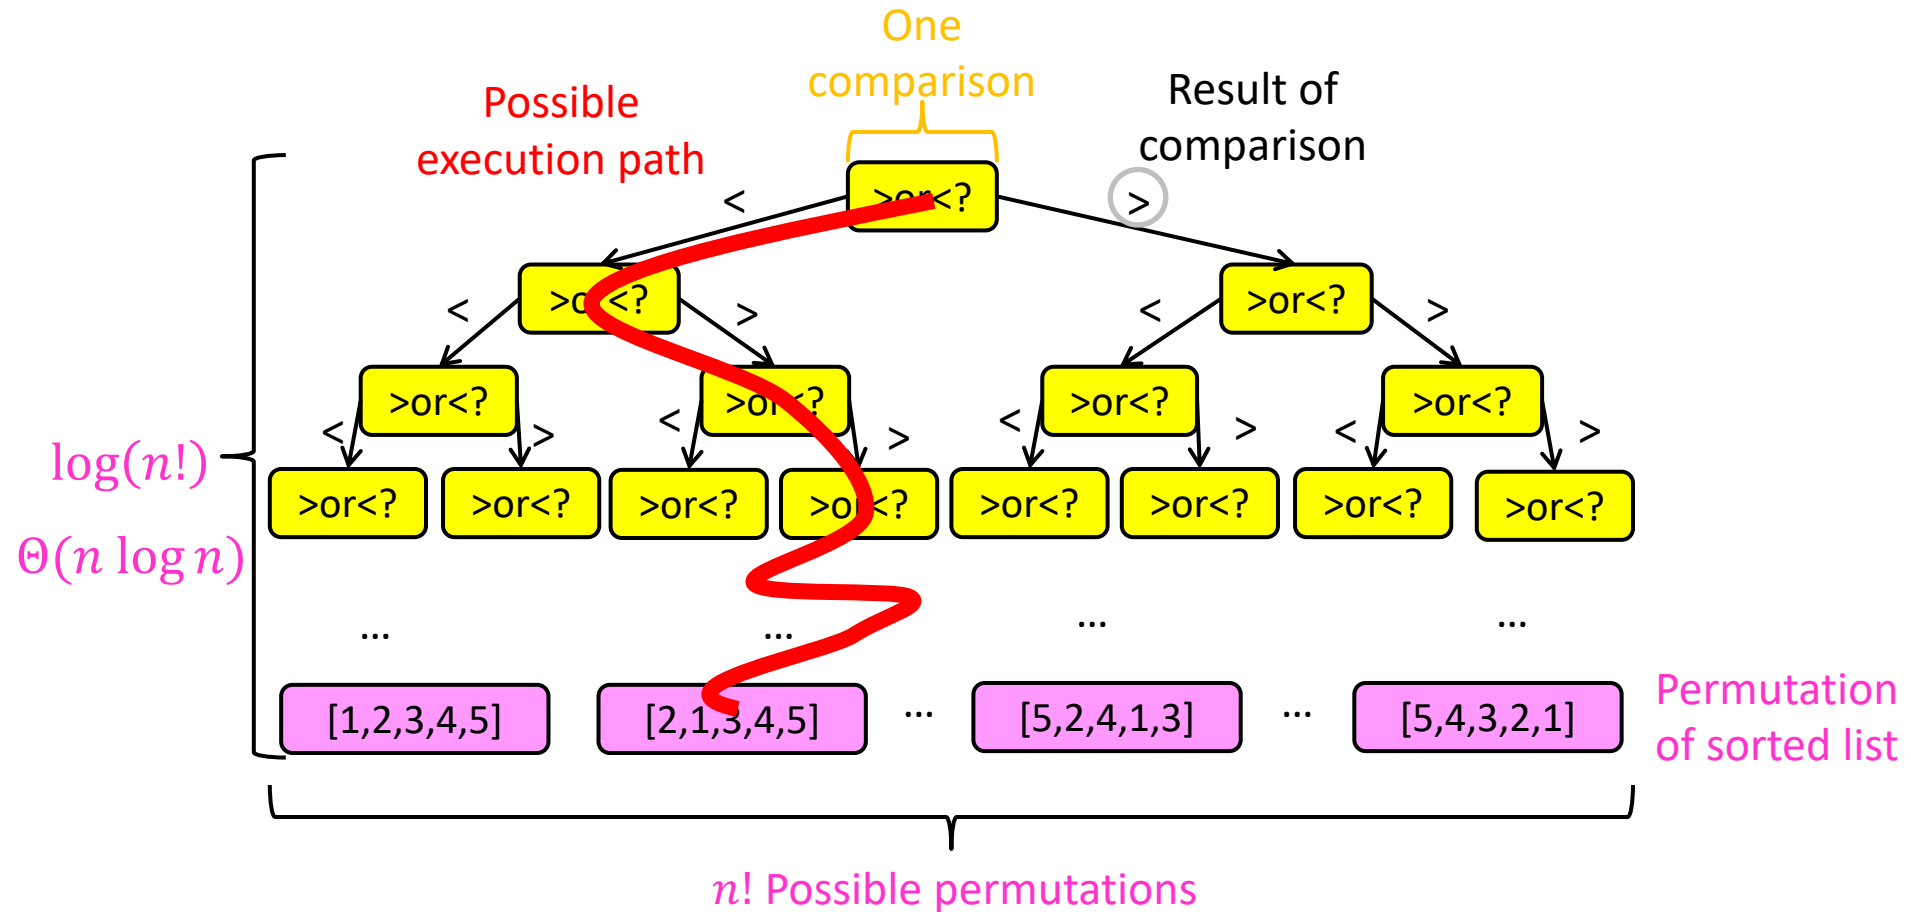 One
comparison
Possible
execution path
Result of
comparison
>or<?
<
>
>or<?
>or<?
<
>
<
>
>or<?
>or<?
>or<?
>or<?
<
>
<
>
<
>
<
>
log(n!)
>or<?
>or<?
>or<?
>or<?
>or<?
>or<?
>or<?
>or<?
Θ(n log n)
...
...
...
...
[1,2,3,4,5]
[2,1,3,4,5]
...
[5,2,4,1,3]
...
[5,4,3,2,1]
Permutation
of sorted list
n! Possible permutations